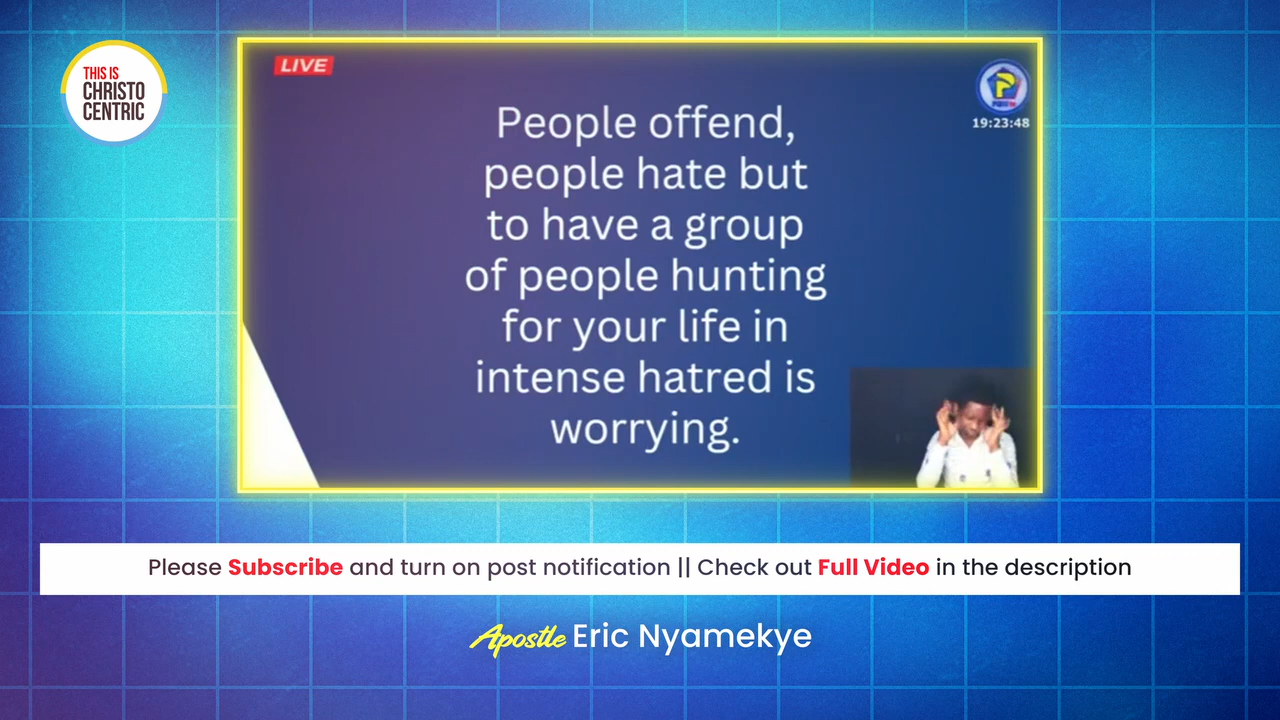 THIS IS
CHRISTO
CENTRIC
LIVE
19:23:48
People offend,
people hate but
to have a group
of people hunting
for your life in
intense hatred is
worrying.
Please Subscribe and turn on post notification || Check out Full Video in the description
Apostle Eric Nyamekye